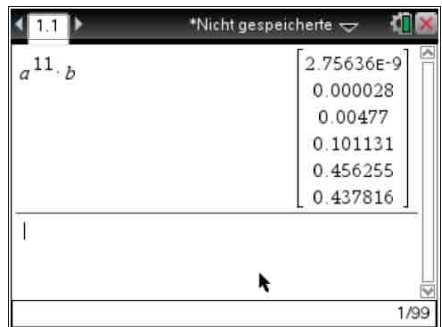 1.1 *Nicht gespeicherte
a^11·b
2.75636E-9
0.000028
0.00477
0.101131
0.456255
0.437816
1/99